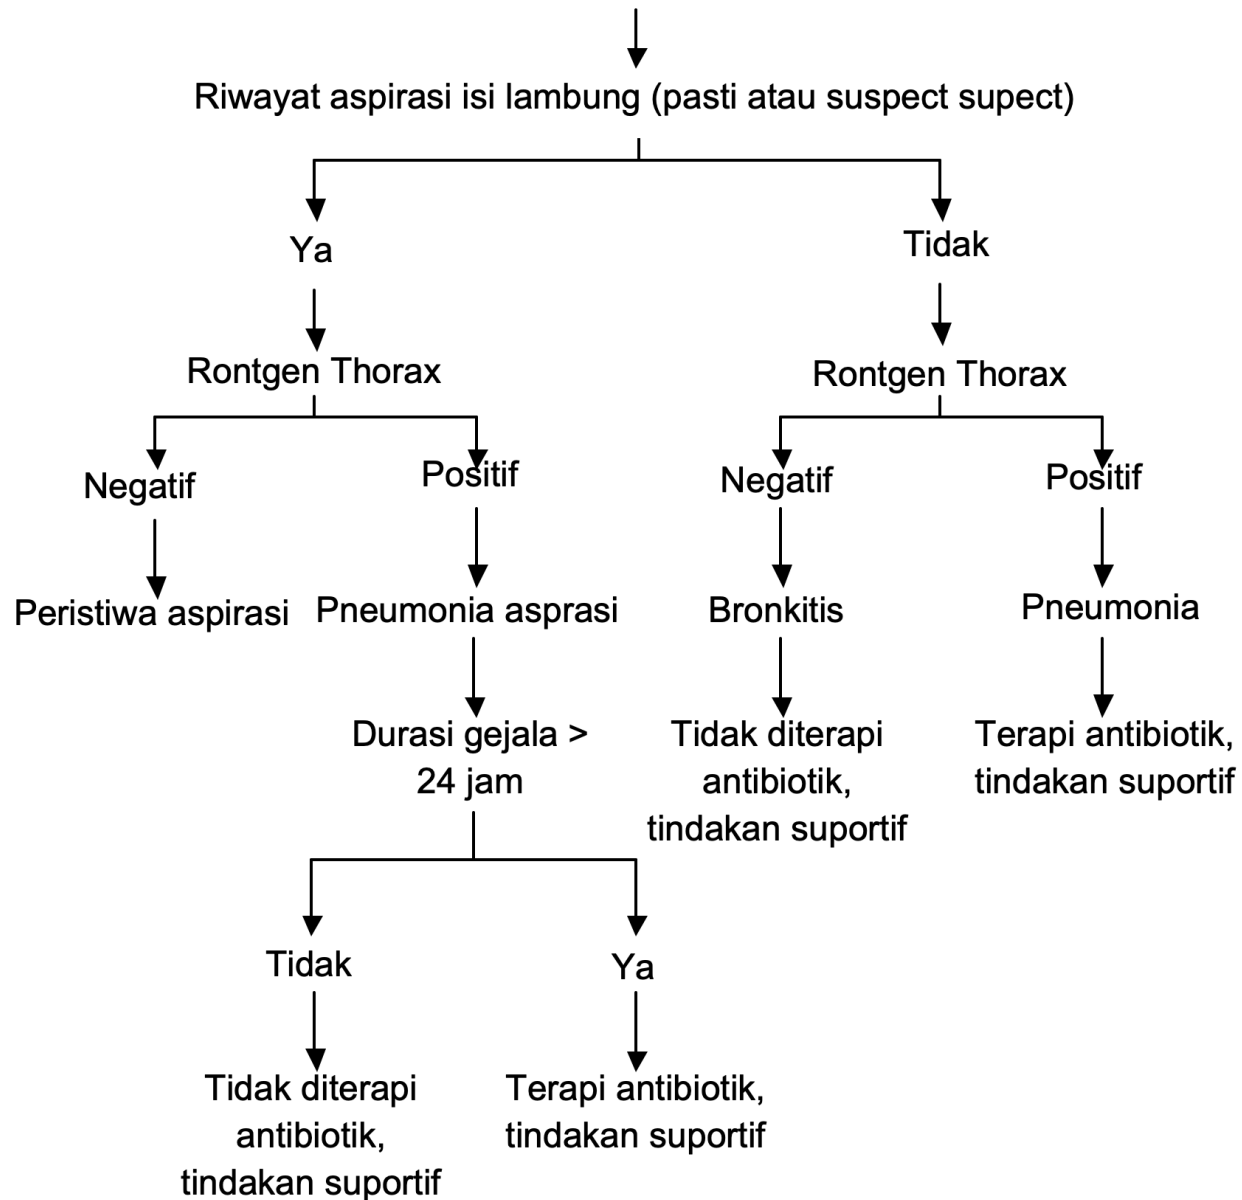 Riwayat aspirasi isi lambung (pasti atau suspect supect)
Ya
Tidak
Rontgen Thorax
Rontgen Thorax
Negatif
Positif
Negatif
Positif
Peristiwa aspirasi
Pneumonia asprasi
Bronkitis
Pneumonia
Durasi gejala >
24 jam
Tidak diterapi
antibiotik,
tindakan suportif
Terapi antibiotik,
tindakan suportif
Tidak
Ya
Tidak diterapi
antibiotik,
tindakan suportif
Terapi antibiotik,
tindakan suportif